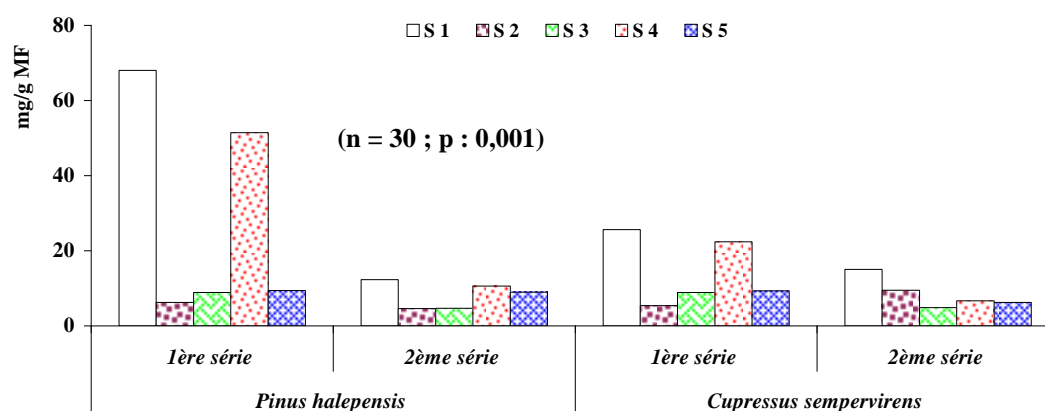 80
60
40
20
0
mg/g MF
S 1 S 2 S 3 S 4 S 5
(n = 30 ; p : 0,001)
1ère série 2ème série 1ère série 2ème série
Pinus halepensis Cupressus sempervirens